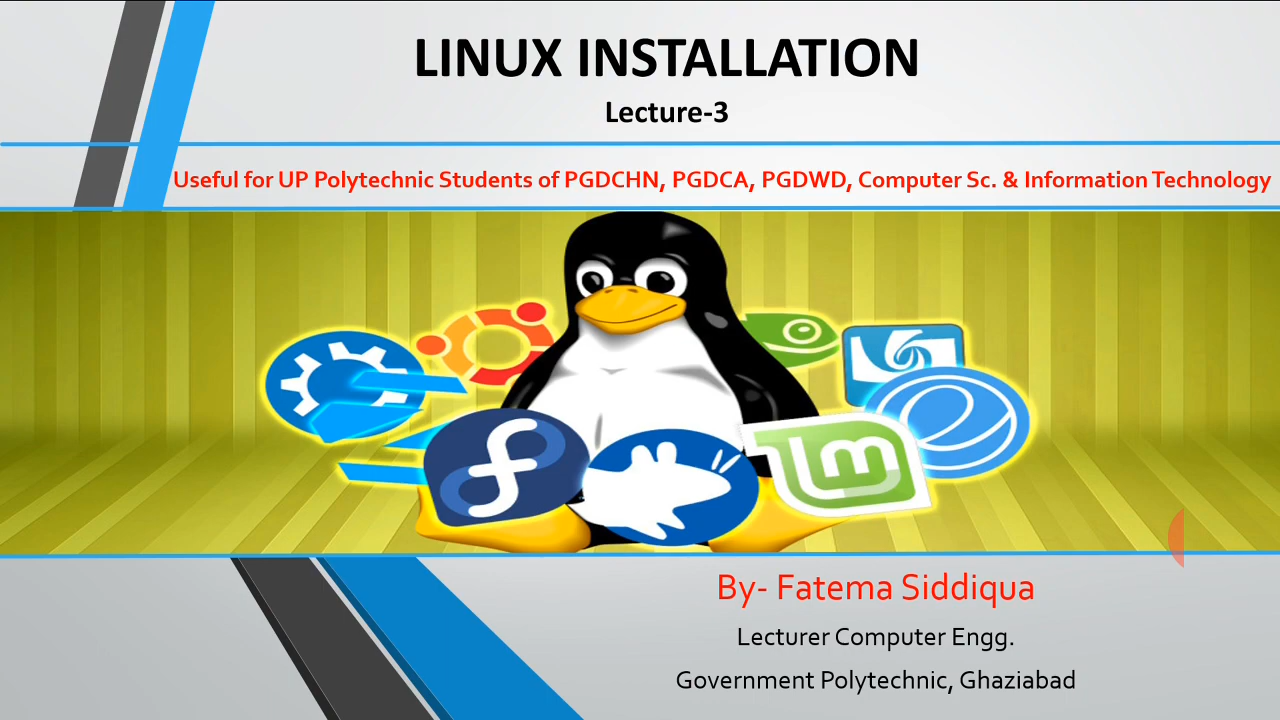 LINUX INSTALLATION
Lecture-3
Useful for UP Polytechnic Students of PGDCHN, PGDCA, PGDWD, Computer Sc. & Information Technology
By- Fatema Siddiqua
Lecturer Computer Engg.
Government Polytechnic, Ghaziabad